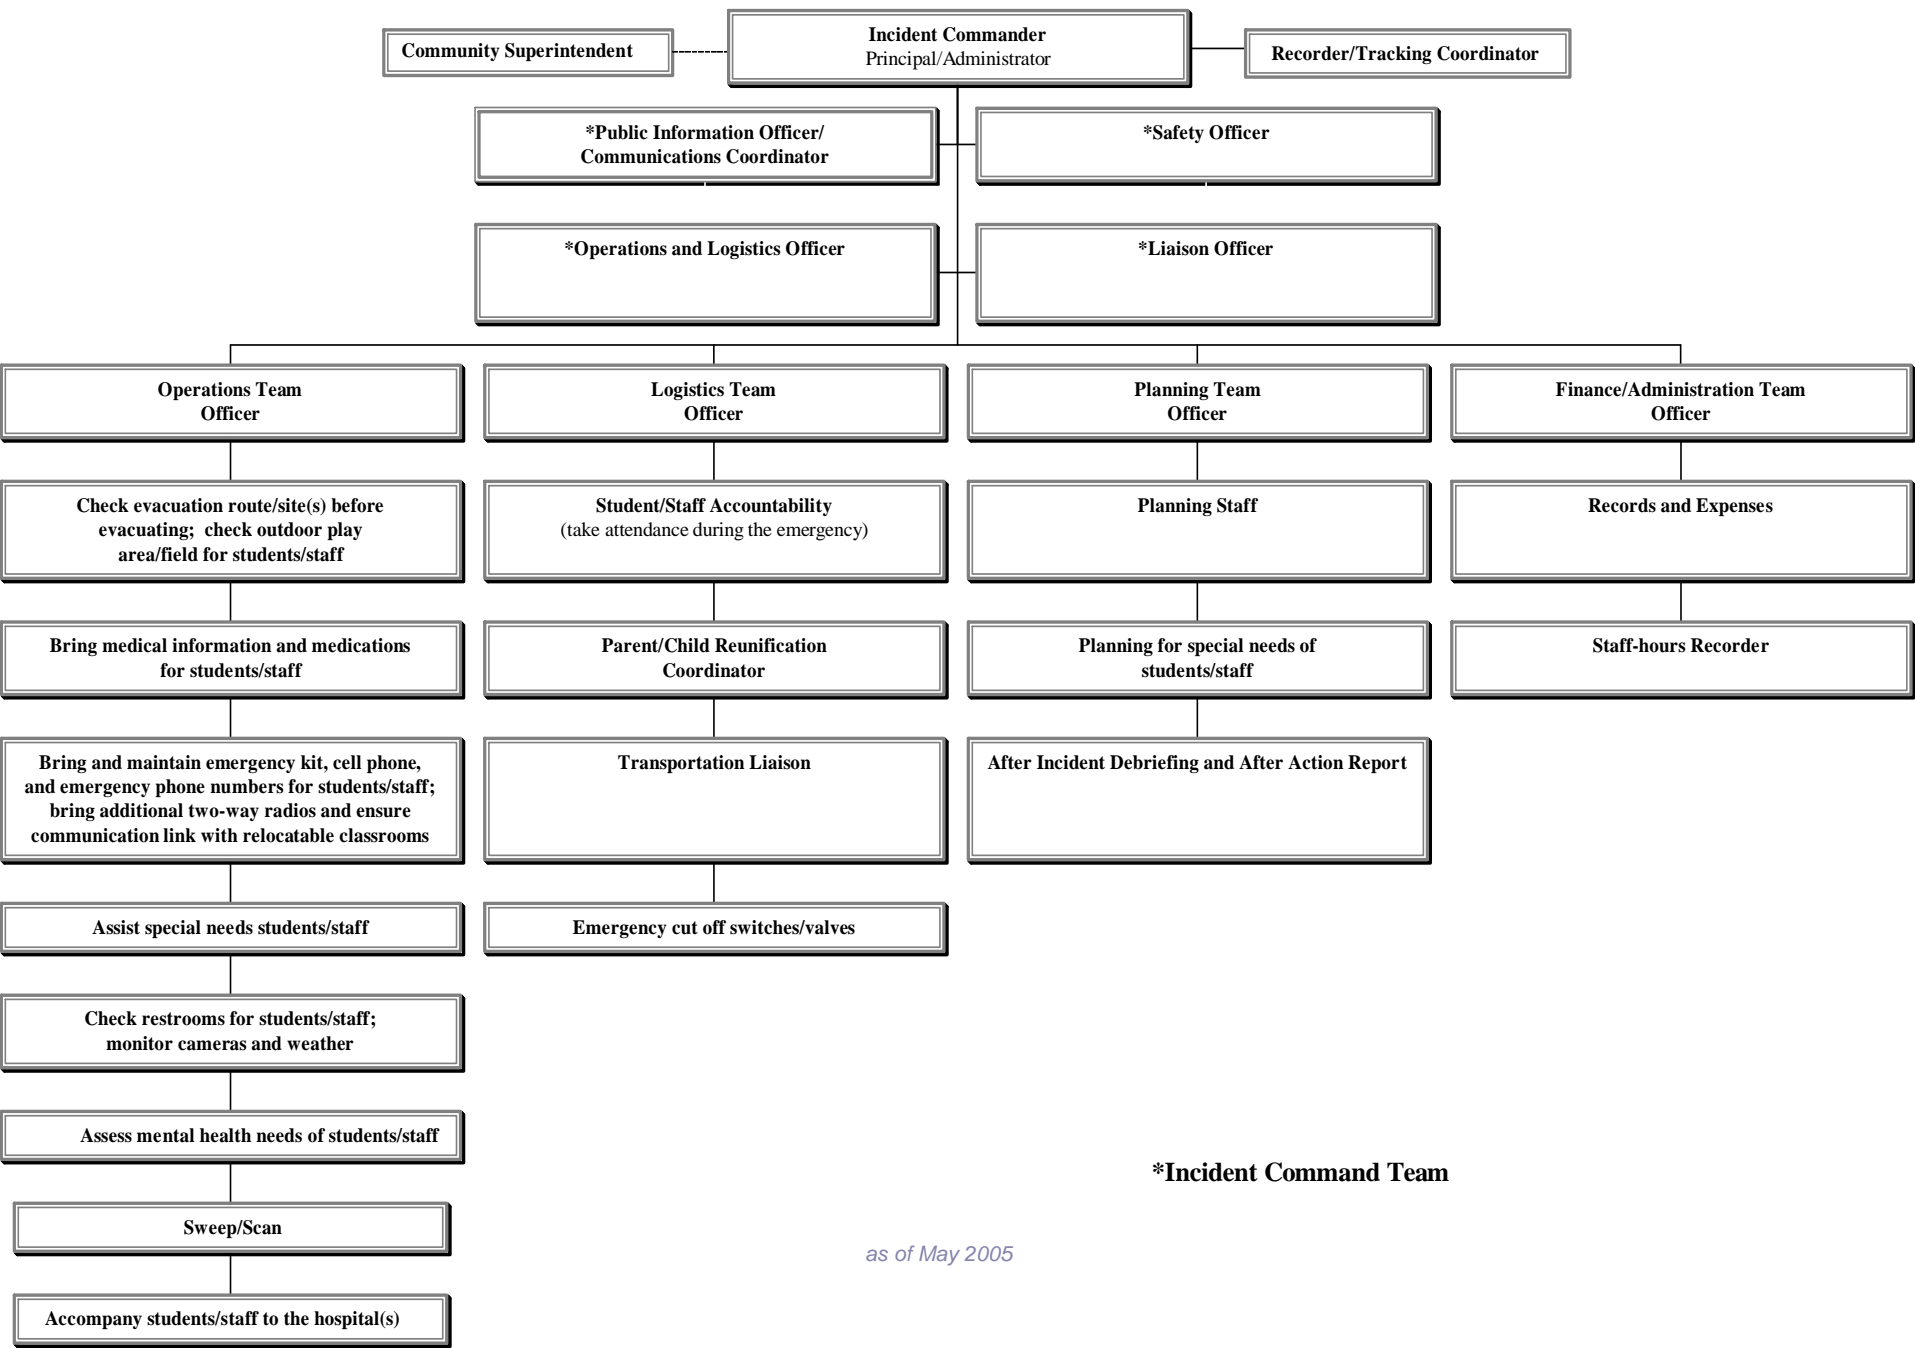 Community Superintendent
Incident Commander
Principal/Administrator
Recorder/Tracking Coordinator
*Public Information Officer/
Communications Coordinator
*Safety Officer
*Operations and Logistics Officer
*Liaison Officer
Operations Team
Officer
Logistics Team
Officer
Planning Team
Officer
Finance/Administration Team
Officer
Check evacuation route/site(s) before
evacuating; check outdoor play
area/field for students/staff
Student/Staff Accountability
(take attendance during the emergency)
Planning Staff
Records and Expenses
Bring medical information and medications
for students/staff
Parent/Child Reunification
Coordinator
Planning for special needs of
students/staff
Staff-hours Recorder
Bring and maintain emergency kit, cell phone,
and emergency phone numbers for students/staff;
bring additional two-way radios and ensure
communication link with relocatable classrooms
Transportation Liaison
After Incident Debriefing and After Action Report
Assist special needs students/staff
Emergency cut off switches/valves
Check restrooms for students/staff;
monitor cameras and weather
Assess mental health needs of students/staff
*Incident Command Team
Sweep/Scan
as of May 2005
Accompany students/staff to the hospital(s)